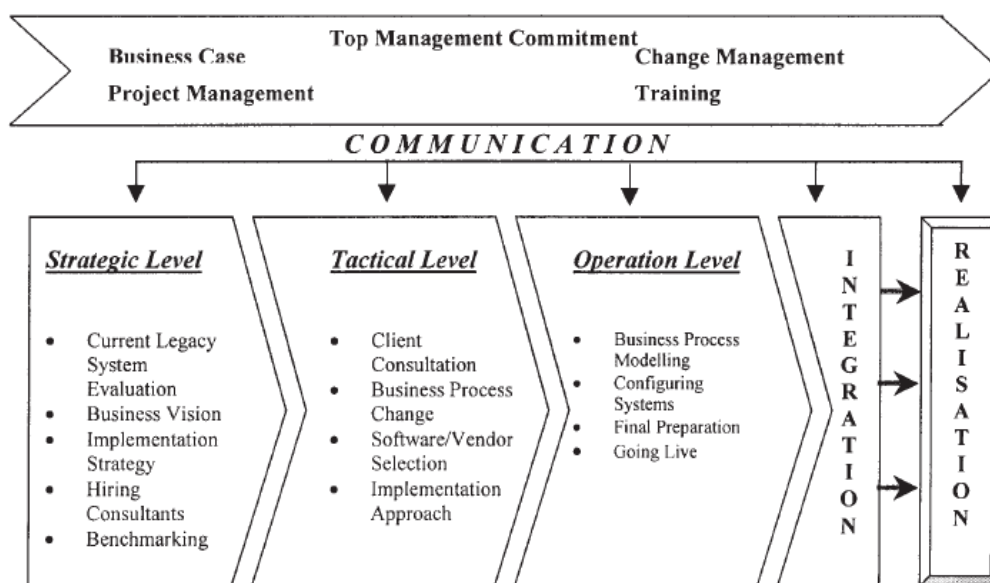 Top Management Commitment
Business Case
Change Management
Project Management
Training
COMMUNICATION
Strategic Level
• Current Legacy
System
Evaluation
• Business Vision
• Implementation
Strategy
• Hiring
Consultants
• Benchmarking
Tactical Level
• Client
Consultation
• Business Process
Change
• Software/Vendor
Selection
• Implementation
Approach
Operation Level
• Business Process
Modelling
• Configuring
Systems
• Final Preparation
• Going Live
INTEGRATION
REALISATION